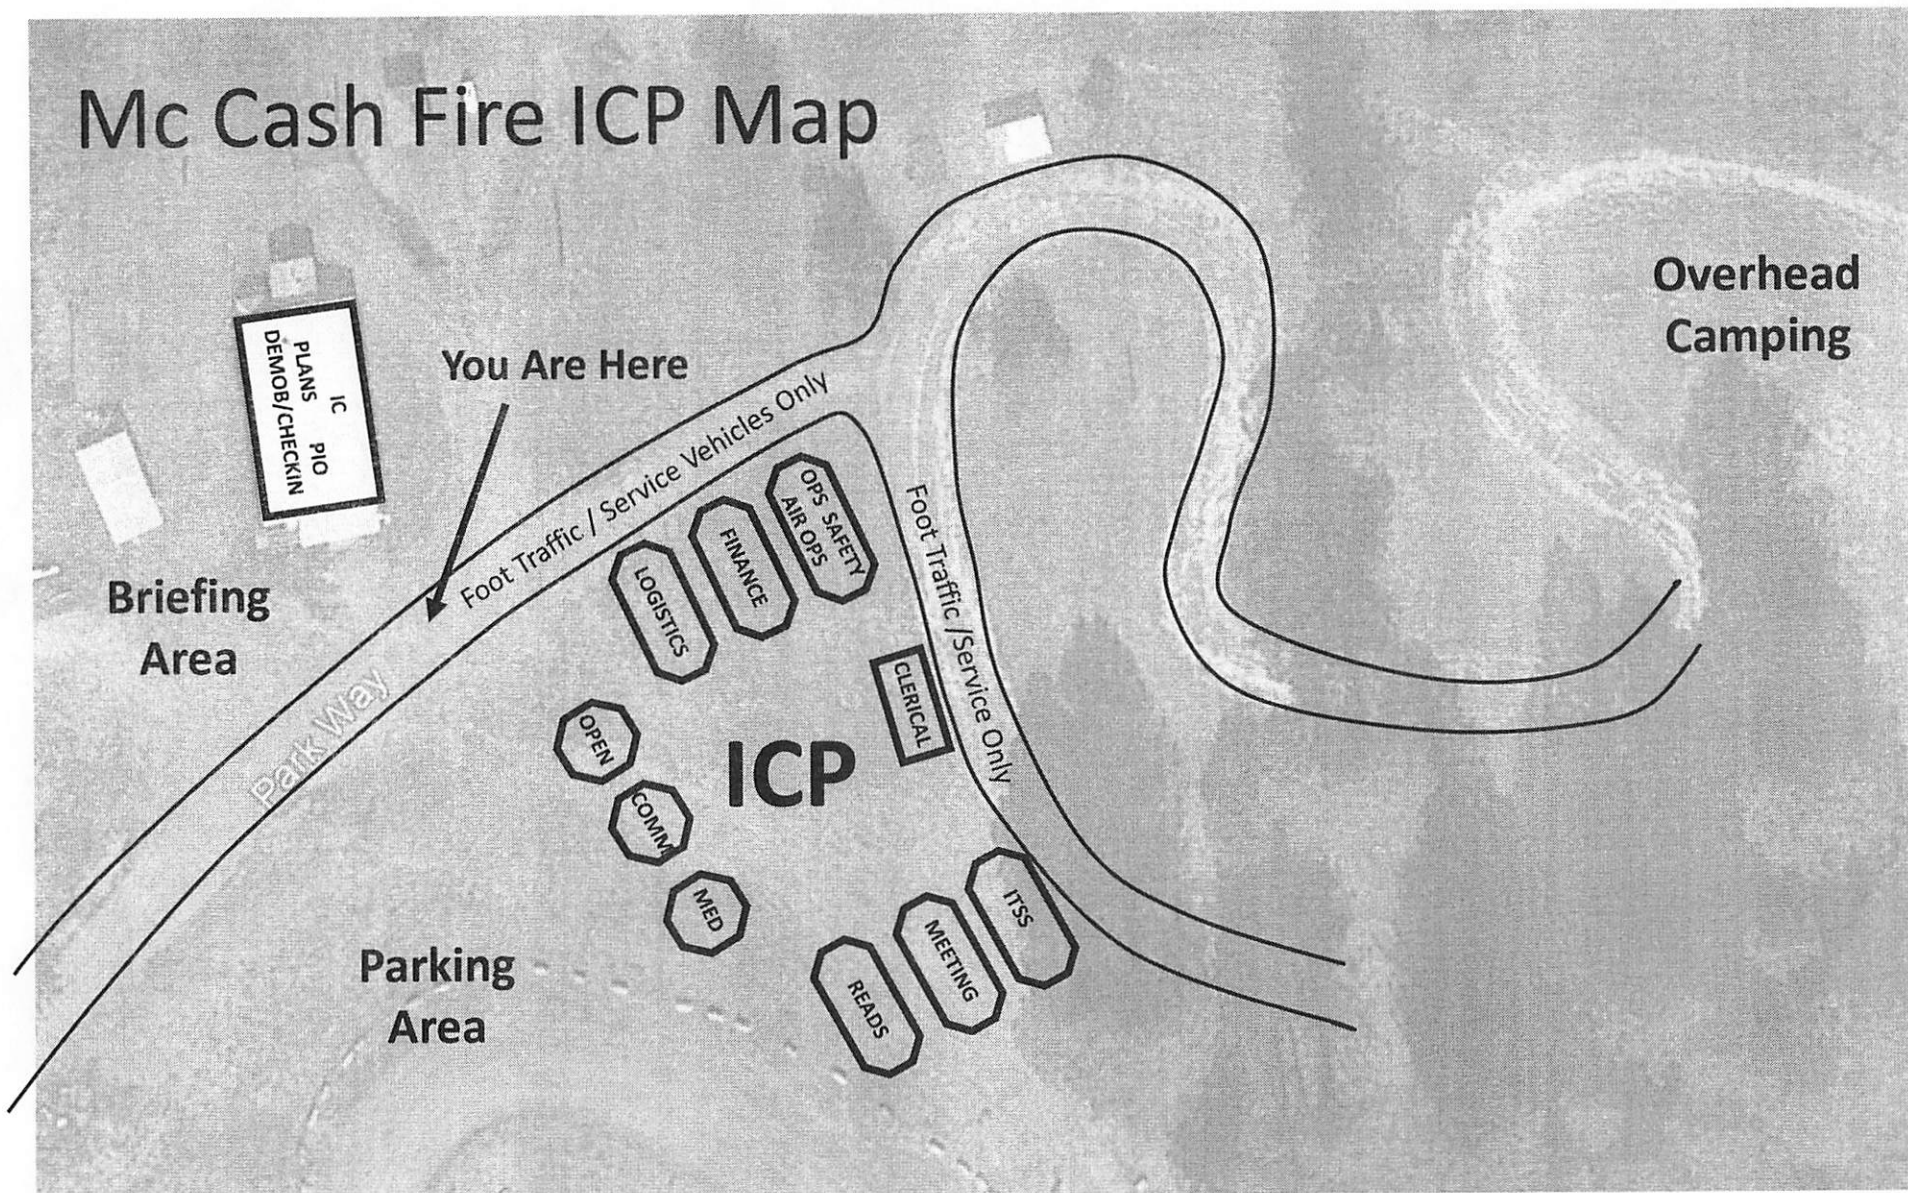 Mc Cash Fire ICP Map
Overhead
Camping
IC
PLANS PIO
DEMOB/CHECKIN
You Are Here
Foot Traffic / Service Vehicles Only
OPS SAFETY
AIR OPS
FINANCE
LOGISTICS
Foot Traffic /Service Only
Briefing
Area
Park Way
CLERICAL
OPEN
ICP
COMM
MED
ITSS
MEETING
READS
Parking
Area